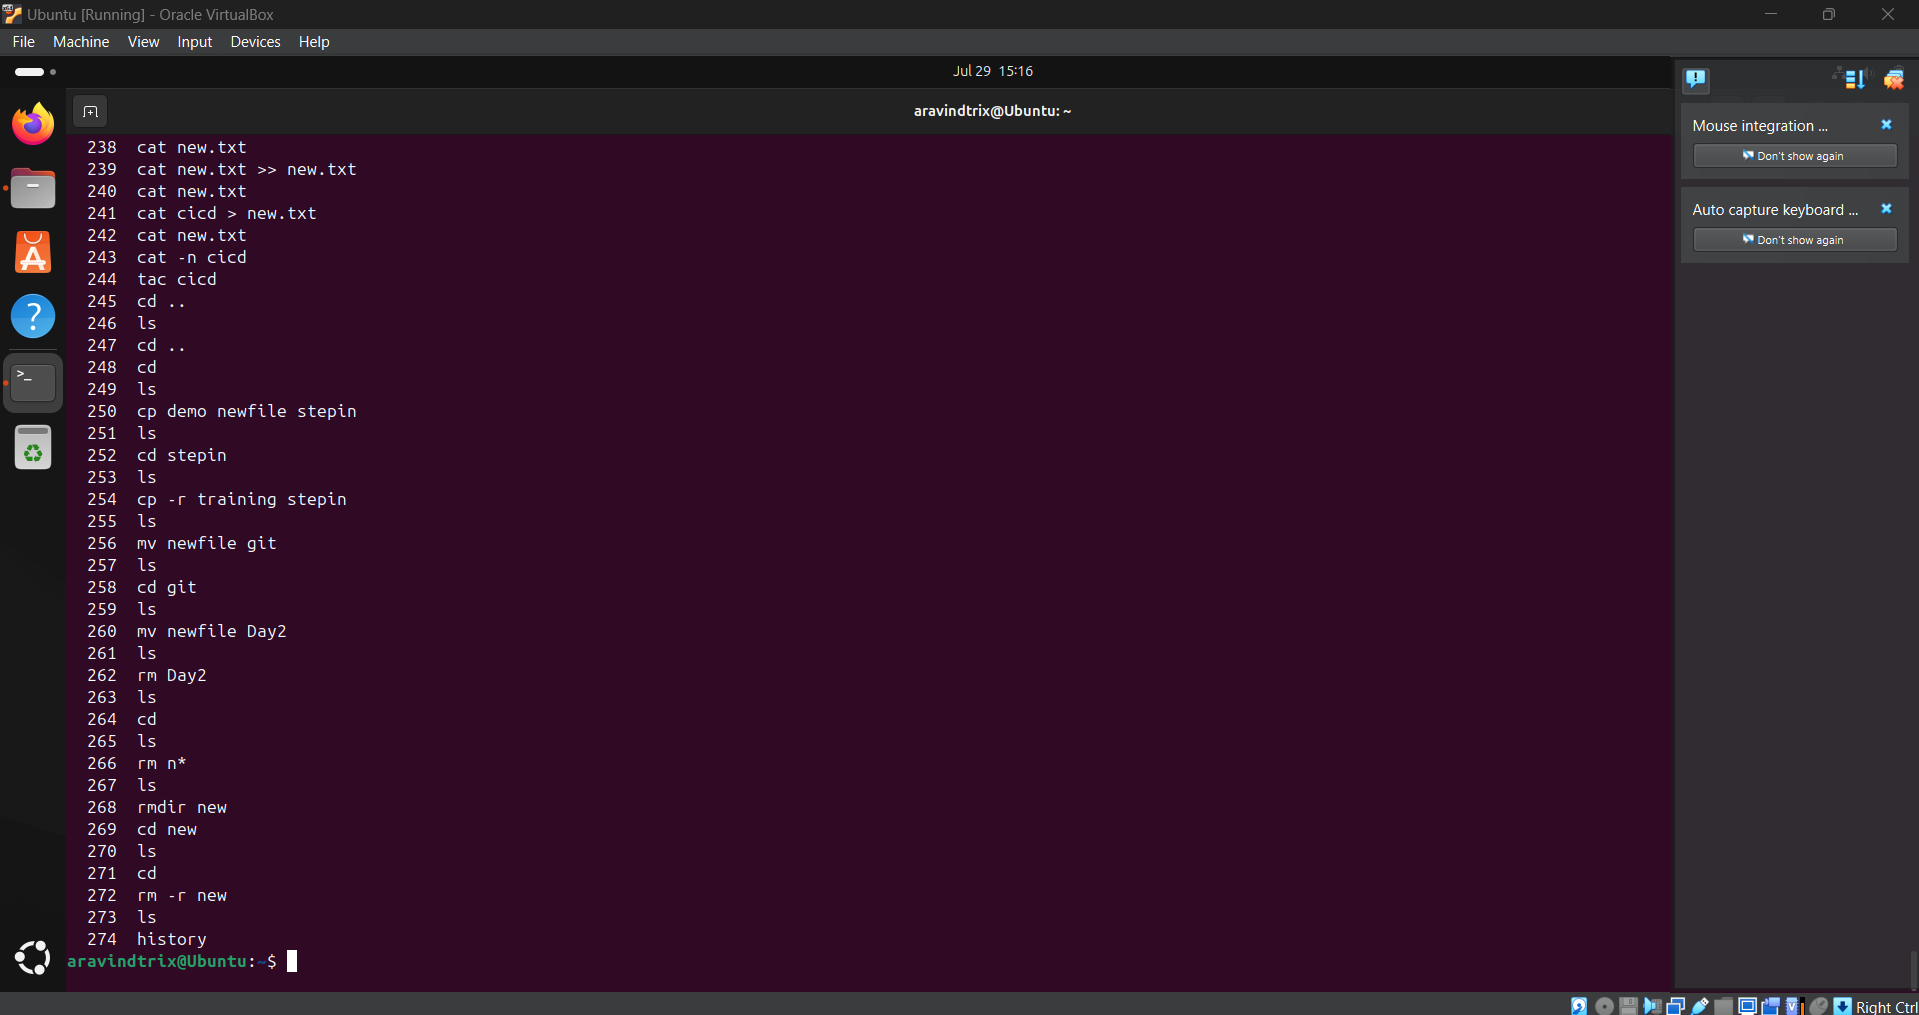 Ubuntu [Running] - Oracle VirtualBox
File Machine View Input Devices Help
Jul 29 15:16
aravindtrix@Ubuntu: ~
238 cat new.txt
239 cat new.txt >> new.txt
240 cat new.txt
241 cat cicd > new.txt
242 cat new.txt
243 cat -n cicd
244 tac cicd
245 cd ..
246 ls
247 cd ..
248 cd
249 ls
250 cp demo newfile stepin
251 ls
252 cd stepin
253 ls
254 cp -r training stepin
255 ls
256 mv newfile git
257 ls
258 cd git
259 ls
260 mv newfile Day2
261 ls
262 rm Day2
263 ls
264 cd
265 ls
266 rm n*
267 ls
268 rmdir new
269 cd new
270 ls
271 cd
272 rm -r new
273 ls
274 history
aravindtrix@Ubuntu:~$
Mouse integration ...
Don't show again
Auto capture keyboard ...
Don't show again
Right Ctrl